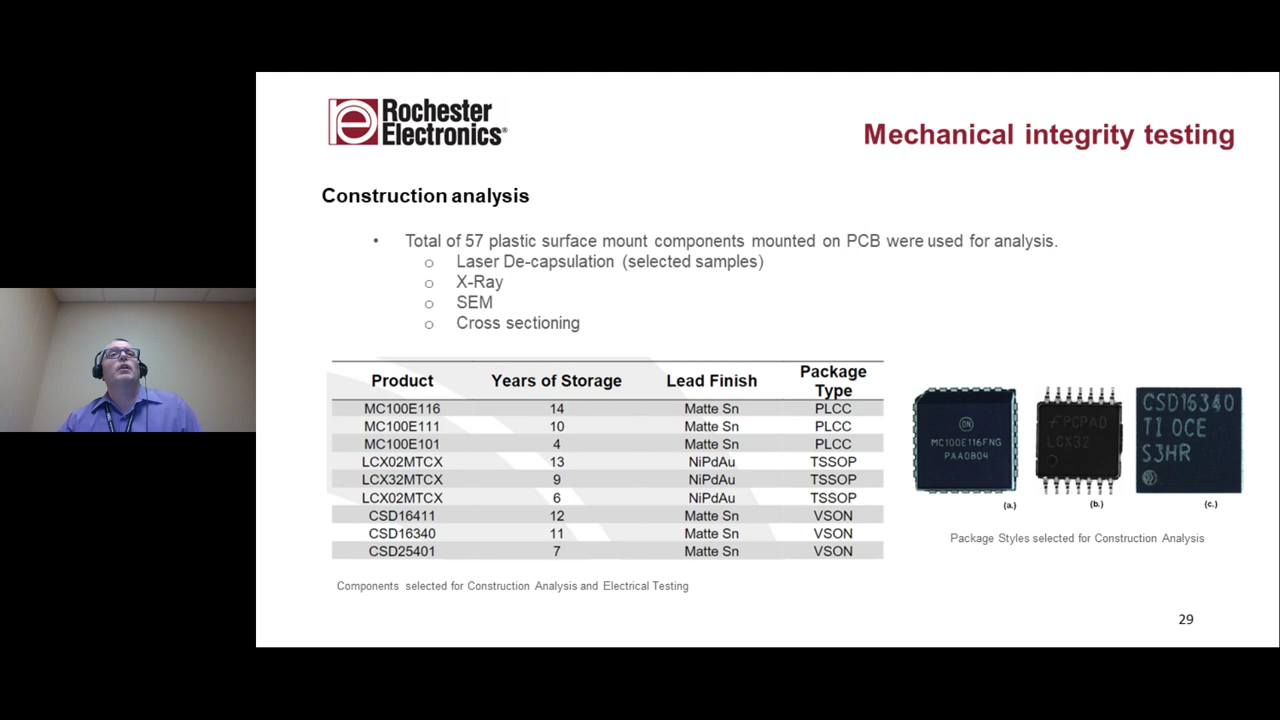 Rochester
Electronics®
Mechanical integrity testing
Construction analysis
• Total of 57 plastic surface mount components mounted on PCB were used for analysis.
o Laser De-capsulation (selected samples)
o X-Ray
o SEM
o Cross sectioning
Product Years of Storage Lead Finish Package Type
MC100E116 14 Matte Sn PLCC
MC100E111 10 Matte Sn PLCC
MC100E101 4 Matte Sn PLCC
LCX02MTCX 13 NiPdAu TSSOP
LCX32MTCX 9 NiPdAu TSSOP
LCX02MTCX 6 NiPdAu TSSOP
CSD16411 12 Matte Sn VSON
CSD16340 11 Matte Sn VSON
CSD25401 7 Matte Sn VSON
Components selected for Construction Analysis and Electrical Testing
ON
MC100E116FNG
PAA0804
(a.)
FPCPAD
LCX32
(b.)
CSD16340
TI 0CE
S3HR
(c.)
Package Styles selected for Construction Analysis
29